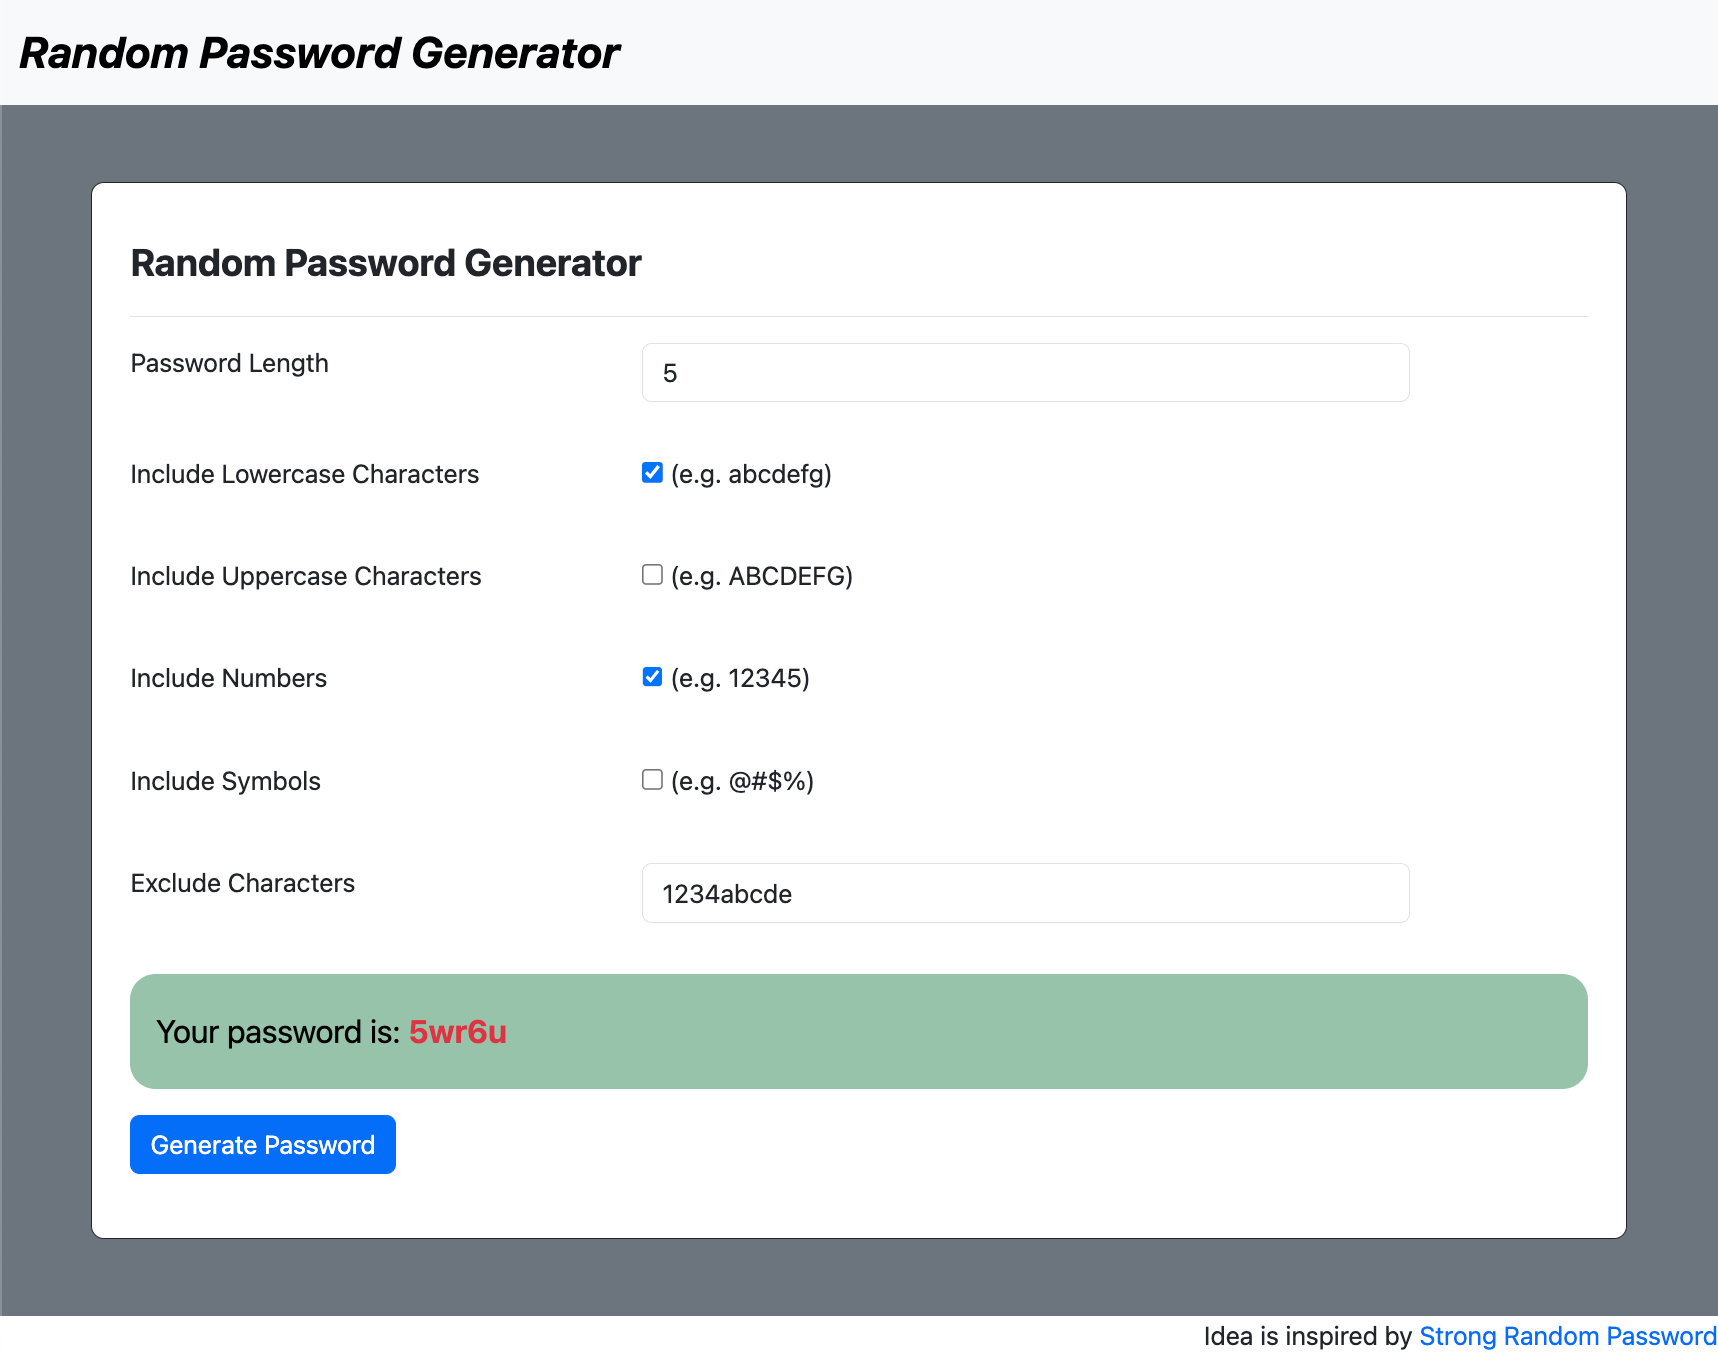 Random Password Generator
Random Password Generator
Password Length
5
Include Lowercase Characters
(e.g. abcdefg)
Include Uppercase Characters
(e.g. ABCDEFG)
Include Numbers
(e.g. 12345)
Include Symbols
(e.g. @#$%)
Exclude Characters
1234abcde
Your password is: 5wr6u
Generate Password
Idea is inspired by Strong Random Password